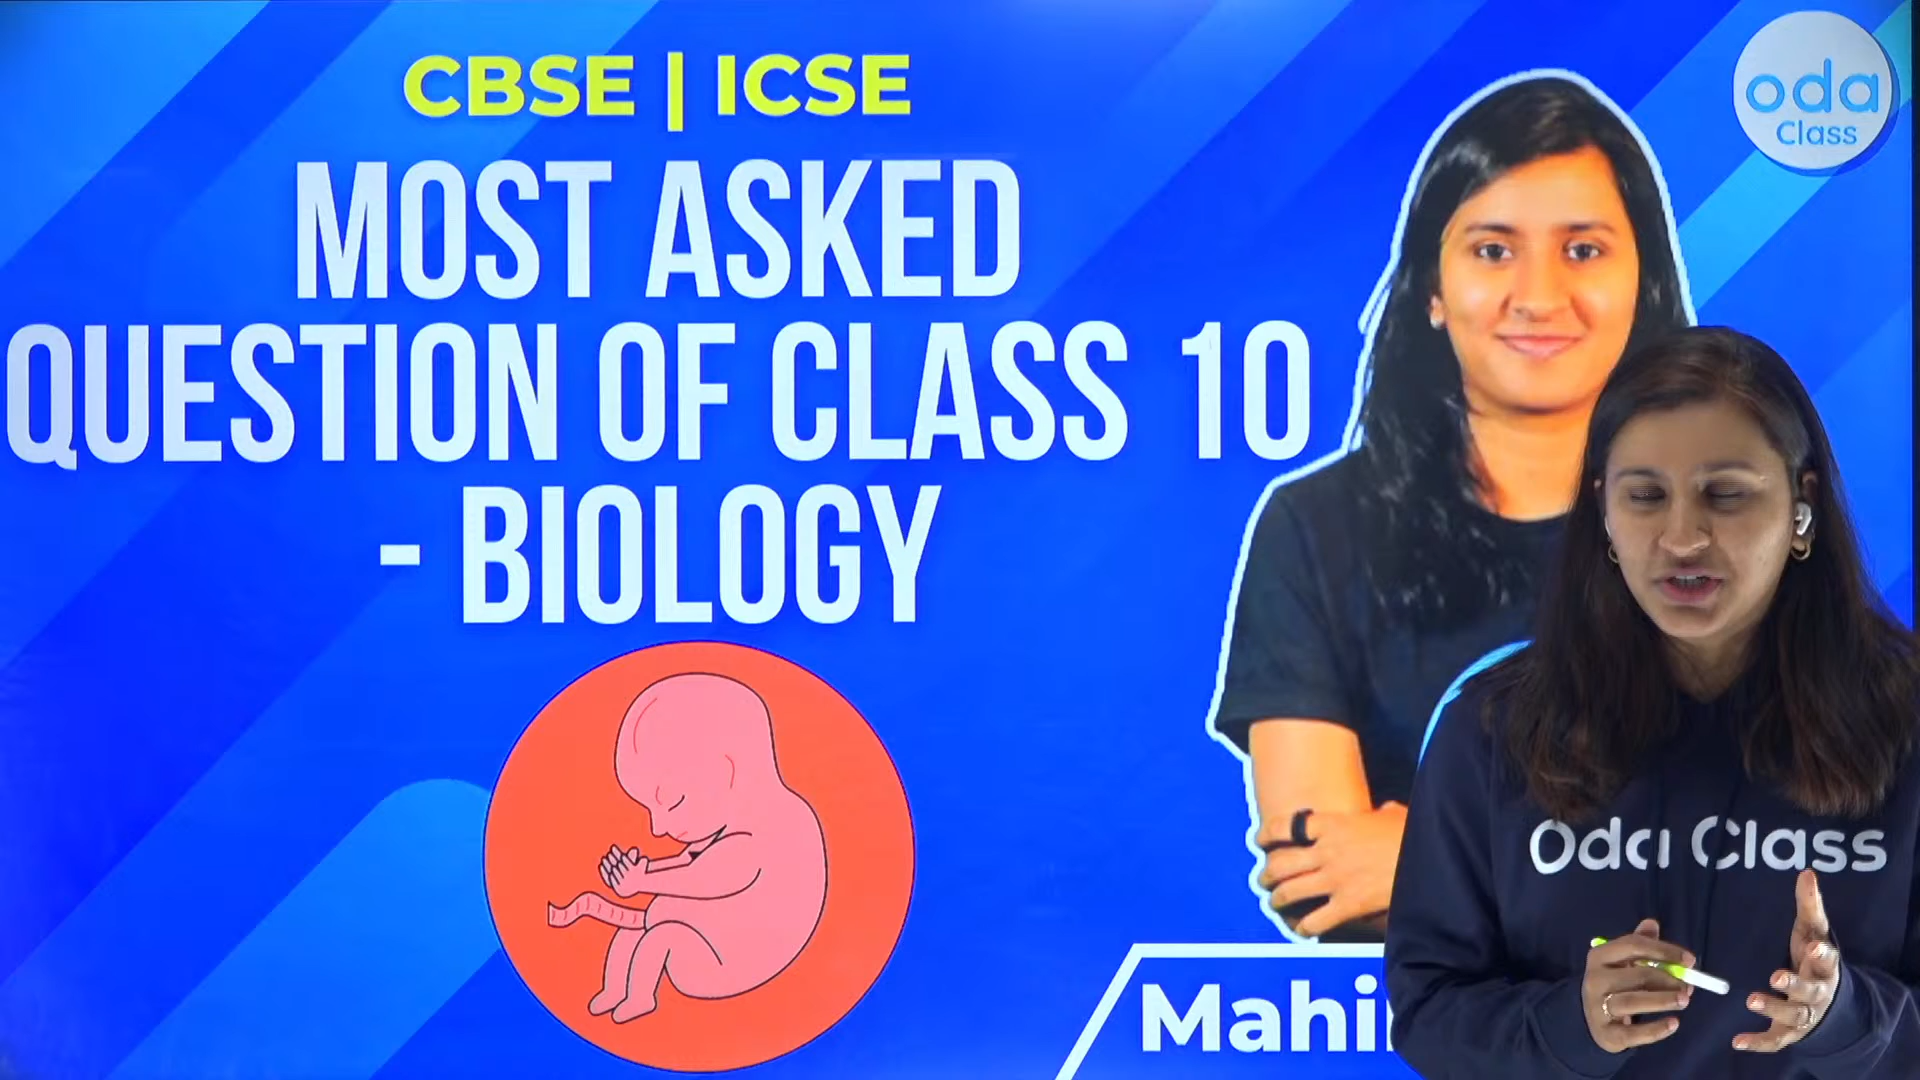 CBSE | ICSE
MOST ASKED
QUESTION OF CLASS 10
- BIOLOGY
oda
Class
Oda Class